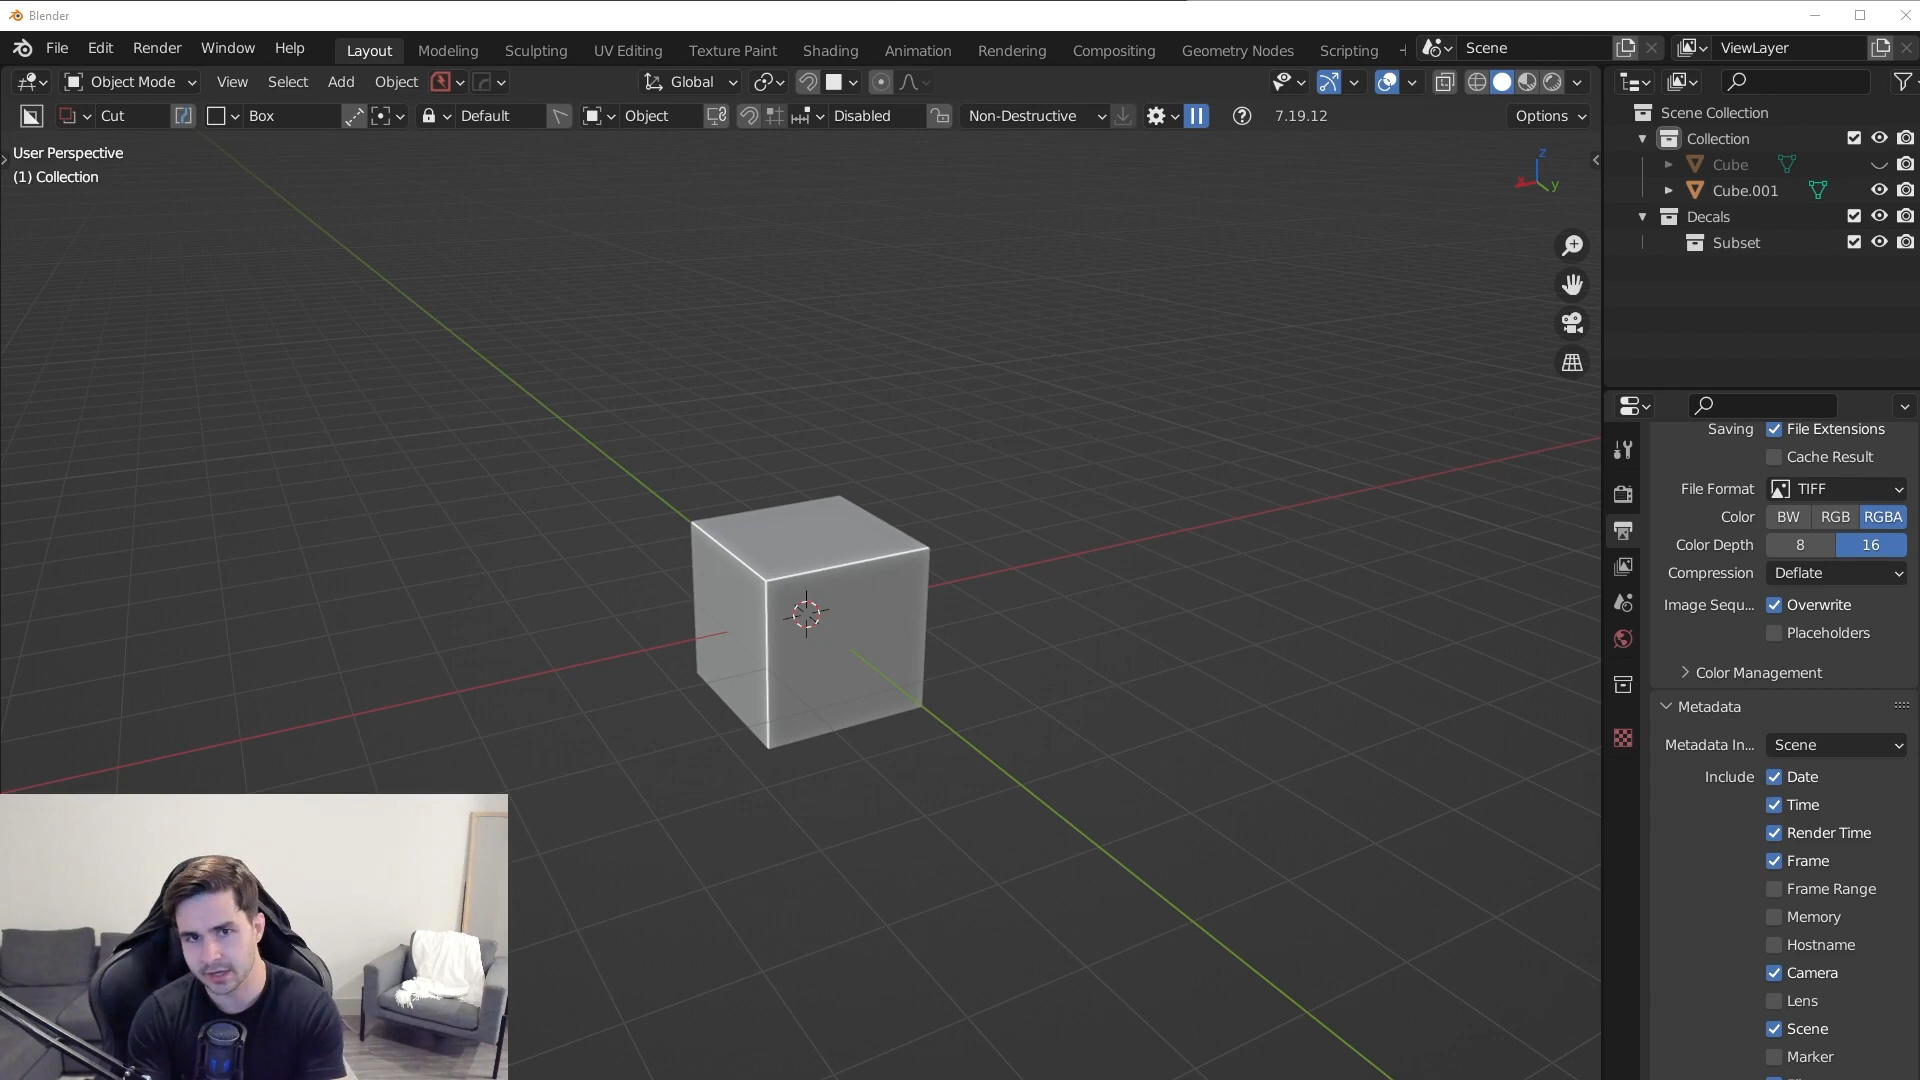 Blender
File Edit Render Window Help Layout Modeling Sculpting UV Editing Texture Paint Shading Animation Rendering Compositing Geometry Nodes Scripting Scene ViewLayer
Object Mode View Select Add Object Global
Cut Box Default Object Disabled Non-Destructive 7.19.12 Options
User Perspective
(1) Collection
z
x
y
Scene Collection
Collection
Cube
Cube.001
Decals
Subset
Saving File Extensions
Cache Result
File Format TIFF
Color BW RGB RGBA
Color Depth 8 16
Compression Deflate
Image Sequ... Overwrite
Placeholders
Color Management
Metadata
Metadata In... Scene
Include Date
Time
Render Time
Frame
Frame Range
Memory
Hostname
Camera
Lens
Scene
Marker